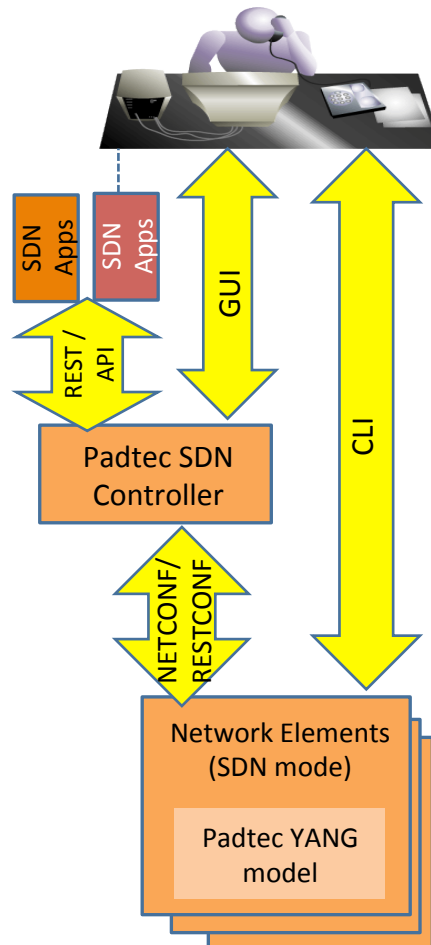 SDN
Apps
SDN
Apps
GUI
CLI
REST /
API
Padtec SDN
Controller
NETCONF/
RESTCONF
Network Elements
(SDN mode)
Padtec YANG
model